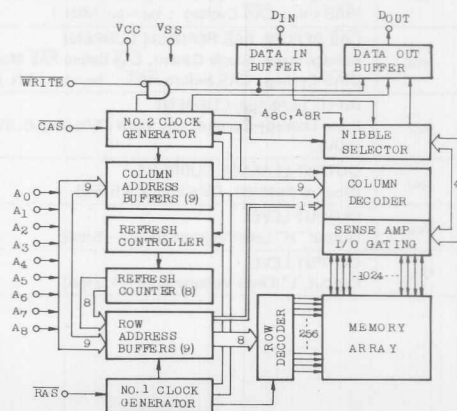 VCC
VSS
DIN
DOUT
DATA IN
BUFFER
DATA OUT
BUFFER
WRITE
A8C, A8R
CAS
NO.2 CLOCK
GENERATOR
NIBBLE
SELECTOR
9
COLUMN
ADDRESS
BUFFERS (9)
9
1
COLUMN
DECODER
4
A0
A1
A2
A3
A4
A5
A6
A7
A8
REFRESH
CONTROLLER
SENSE AMP
I/O GATING
1024
REFRESH
COUNTER (8)
8
9
ROW
ADDRESS
BUFFERS (9)
8
ROW
DECODER
256
MEMORY
ARRAY
RAS
NO.1 CLOCK
GENERATOR